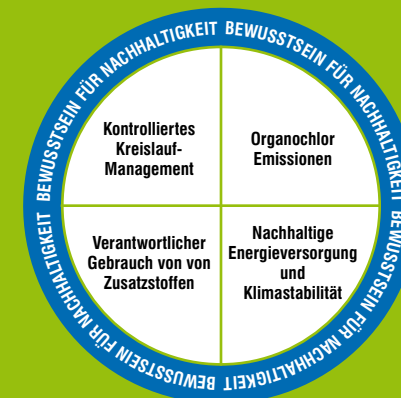 BEWUSSTSEIN FÜR NACHHALTIGKEIT
BEWUSSTSEIN FÜR NACHHALTIGKEIT
BEWUSSTSEIN FÜR NACHHALTIGKEIT
BEWUSSTSEIN FÜR NACHHALTIGKEIT
Kontrolliertes
Kreislauf-
Management
Organochlor
Emissionen
Verantwortlicher
Gebrauch von von
Zusatzstoffen
Nachhaltige
Energieversorgung
und
Klimastabilität